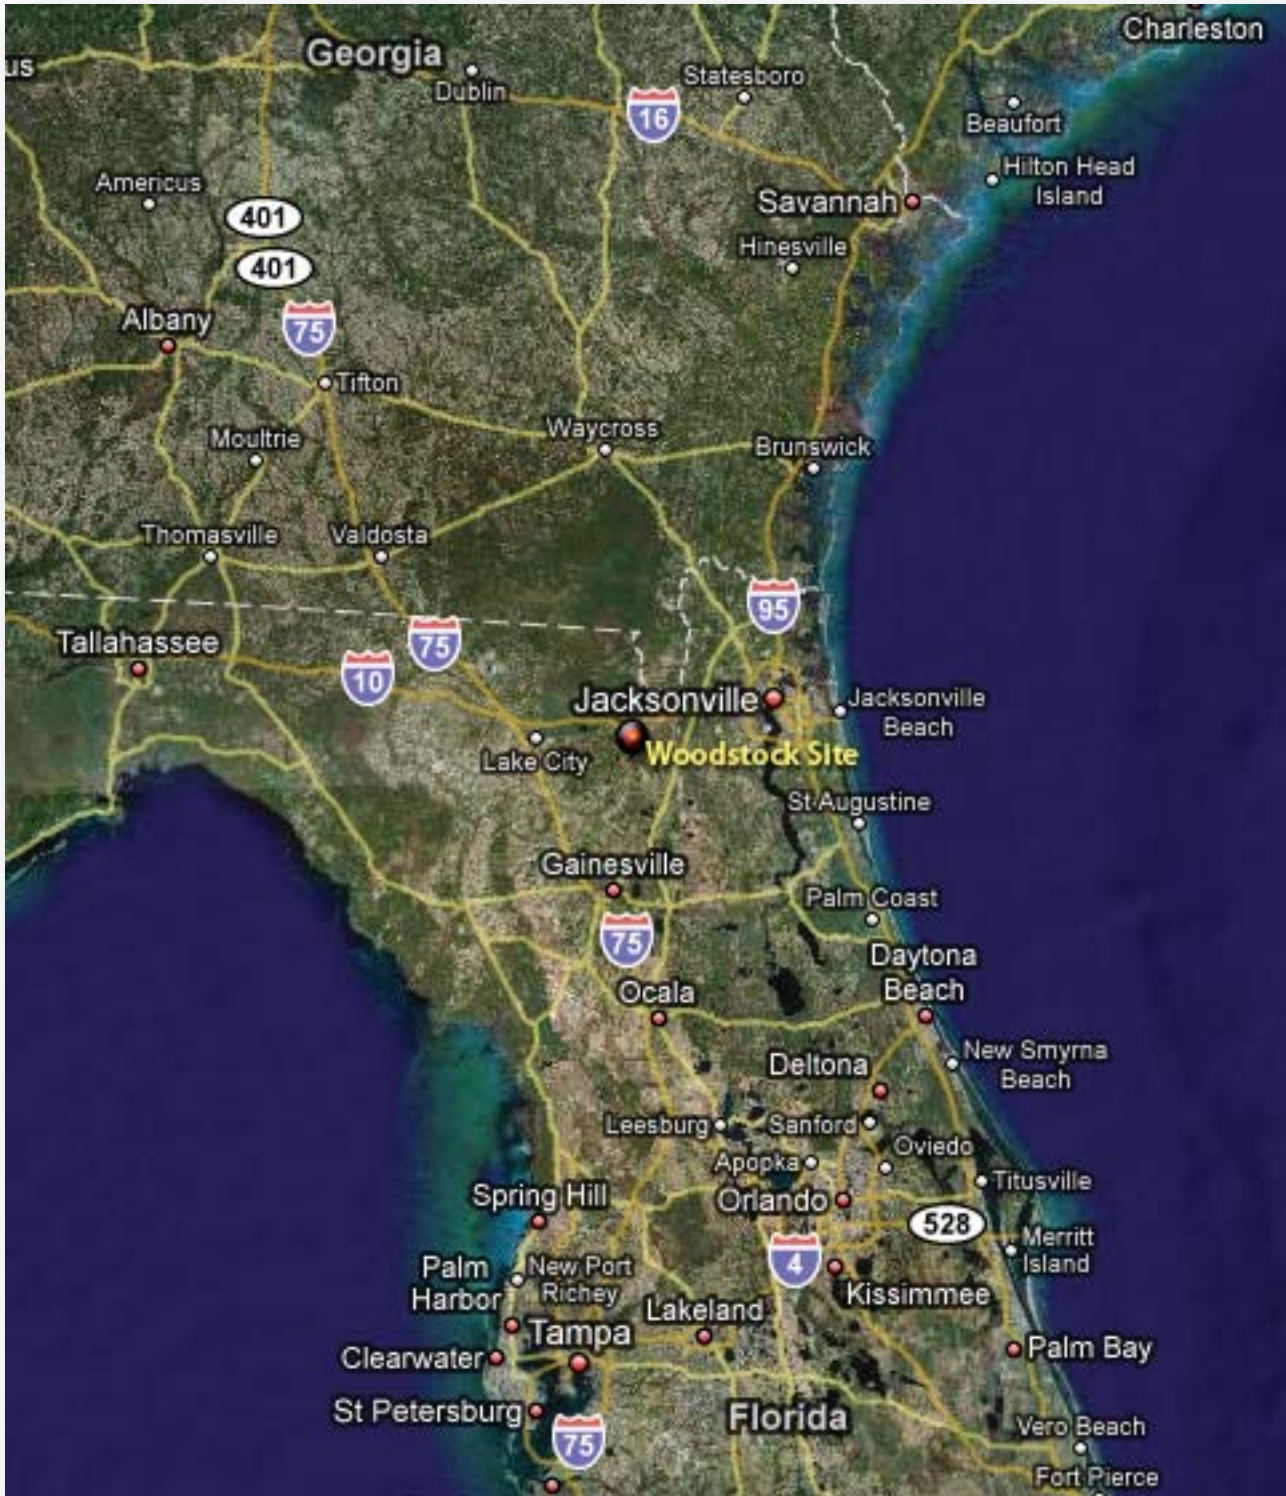 Charleston
Georgia
us
Dublin
Statesboro
16
Beaufort
Hilton Head
Island
Americus
401
Savannah
Hinesville
401
Albany
75
Tifton
Moultrie
Waycross
Brunswick
Thomasville
Valdosta
95
Tallahassee
75
10
Jacksonville
Jacksonville
Beach
Lake City
Woodstock Site
St Augustine
Gainesville
Palm Coast
75
Daytona
Beach
Ocala
New Smyrna
Beach
Deltona
Leesburg
Sanford
Oviedo
Apopka
Titusville
Spring Hill
Orlando
528
Merritt
Island
4
Palm
Harbor
New Port
Richey
Kissimmee
Lakeland
Tampa
Clearwater
Palm Bay
St Petersburg
Florida
75
Vero Beach
Fort Pierce